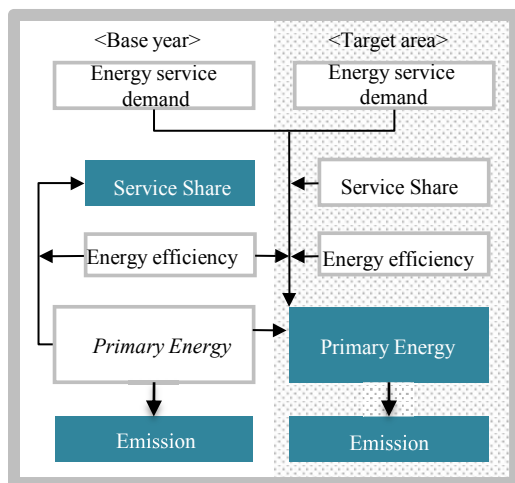 <Base year>
<Target area>
Energy service
demand
Energy service
demand
Service Share
Service Share
Energy efficiency
Energy efficiency
Primary Energy
Primary Energy
Emission
Emission